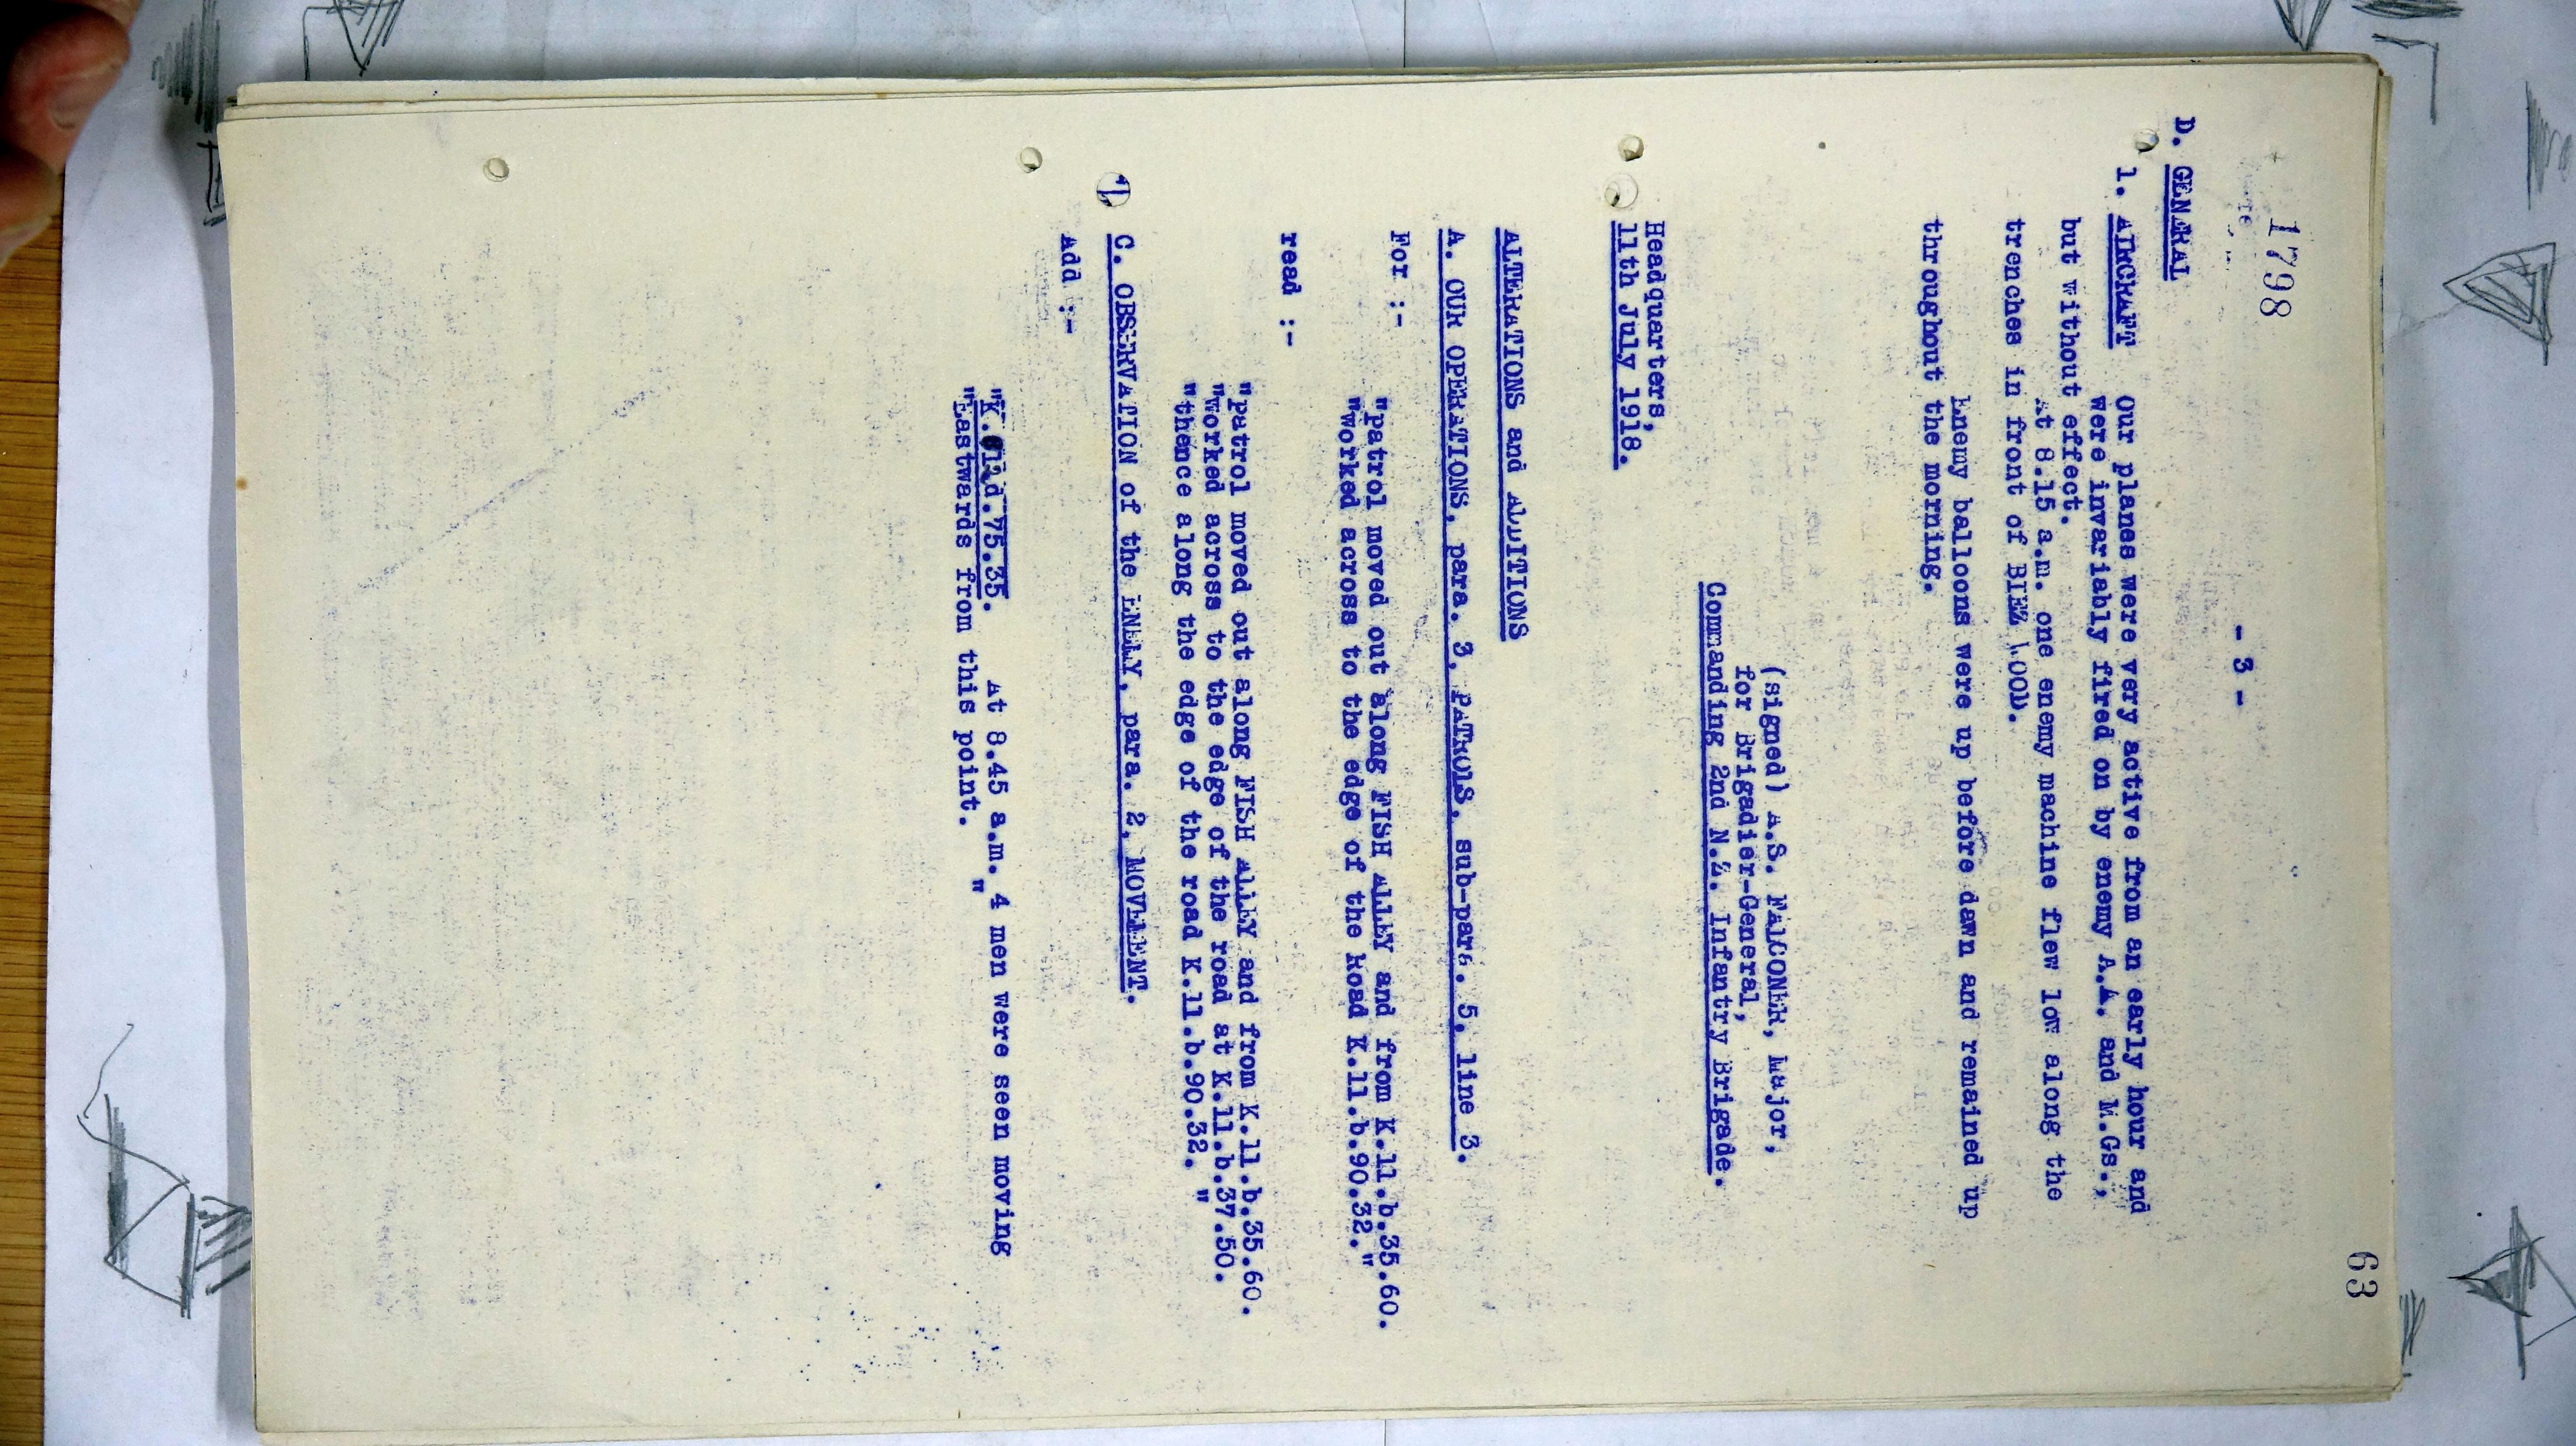 1798
63
- 3 -
D. GENERAL
1. AIRCRAFT Our planes were very active from an early hour and
were invariably fired on by enemy A.A. and M.Gs.,
but without effect.
At 8.15 a.m. one enemy machine flew low along the
trenches in front of BIEZ WOOD.
Enemy balloons were up before dawn and remained up
throughout the morning.
(signed) A.S. FALCONER, Major,
for Brigadier-General,
Commanding 2nd N.Z. Infantry Brigade.
Headquarters,
11th July 1918.
ALTERATIONS and ADDITIONS
A. OUR OPERATIONS, para. 3, PATROLS, sub-para. 5, line 3.
For :-
"patrol moved out along FISH ALLEY and from K.11.b.35.60.
"worked across to the edge of the Road K.11.b.90.32."
read :-
"patrol moved out along FISH ALLEY and from K.11.b.35.60.
"worked across to the edge of the road at K.11.b.37.50.
"thence along the edge of the road K.11.b.90.32."
C. OBSERVATION of the ENEMY, para. 2, MOVEMENT.
Add :-
"K.12.d.75.35. At 8.45 a.m. 4 men were seen moving
"Eastwards from this point."